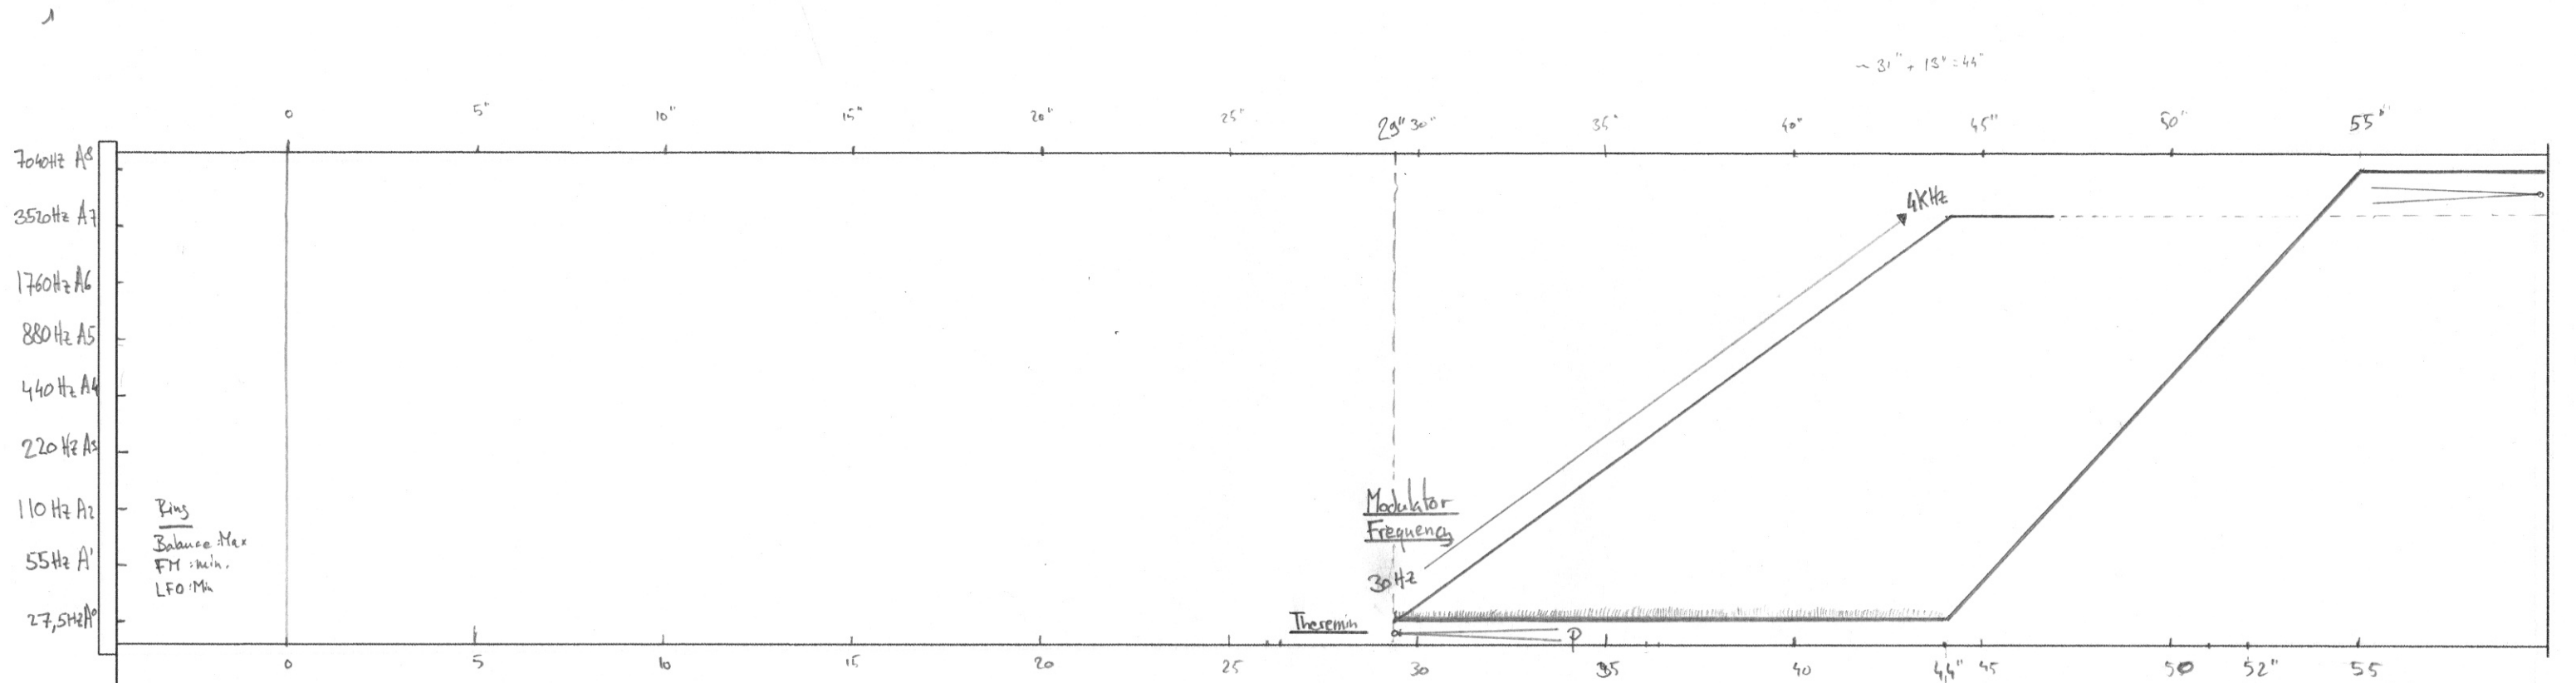 1
~ 31" + 13" = 44"
0 5" 10" 15" 20" 25" 29" 30" 35" 40" 45" 50" 55"
7040Hz A8
3520Hz A7
1760Hz A6
880Hz A5
440Hz A4
220Hz A3
110Hz A2
55Hz A1
27,5Hz A0
Ring
Balance: Max
FM: min.
LFO: Min
4KHz
Modulator
Frequency
30Hz
Theremin
p
0 5 10 15 20 25 30 35 40 44" 45 50 52" 55